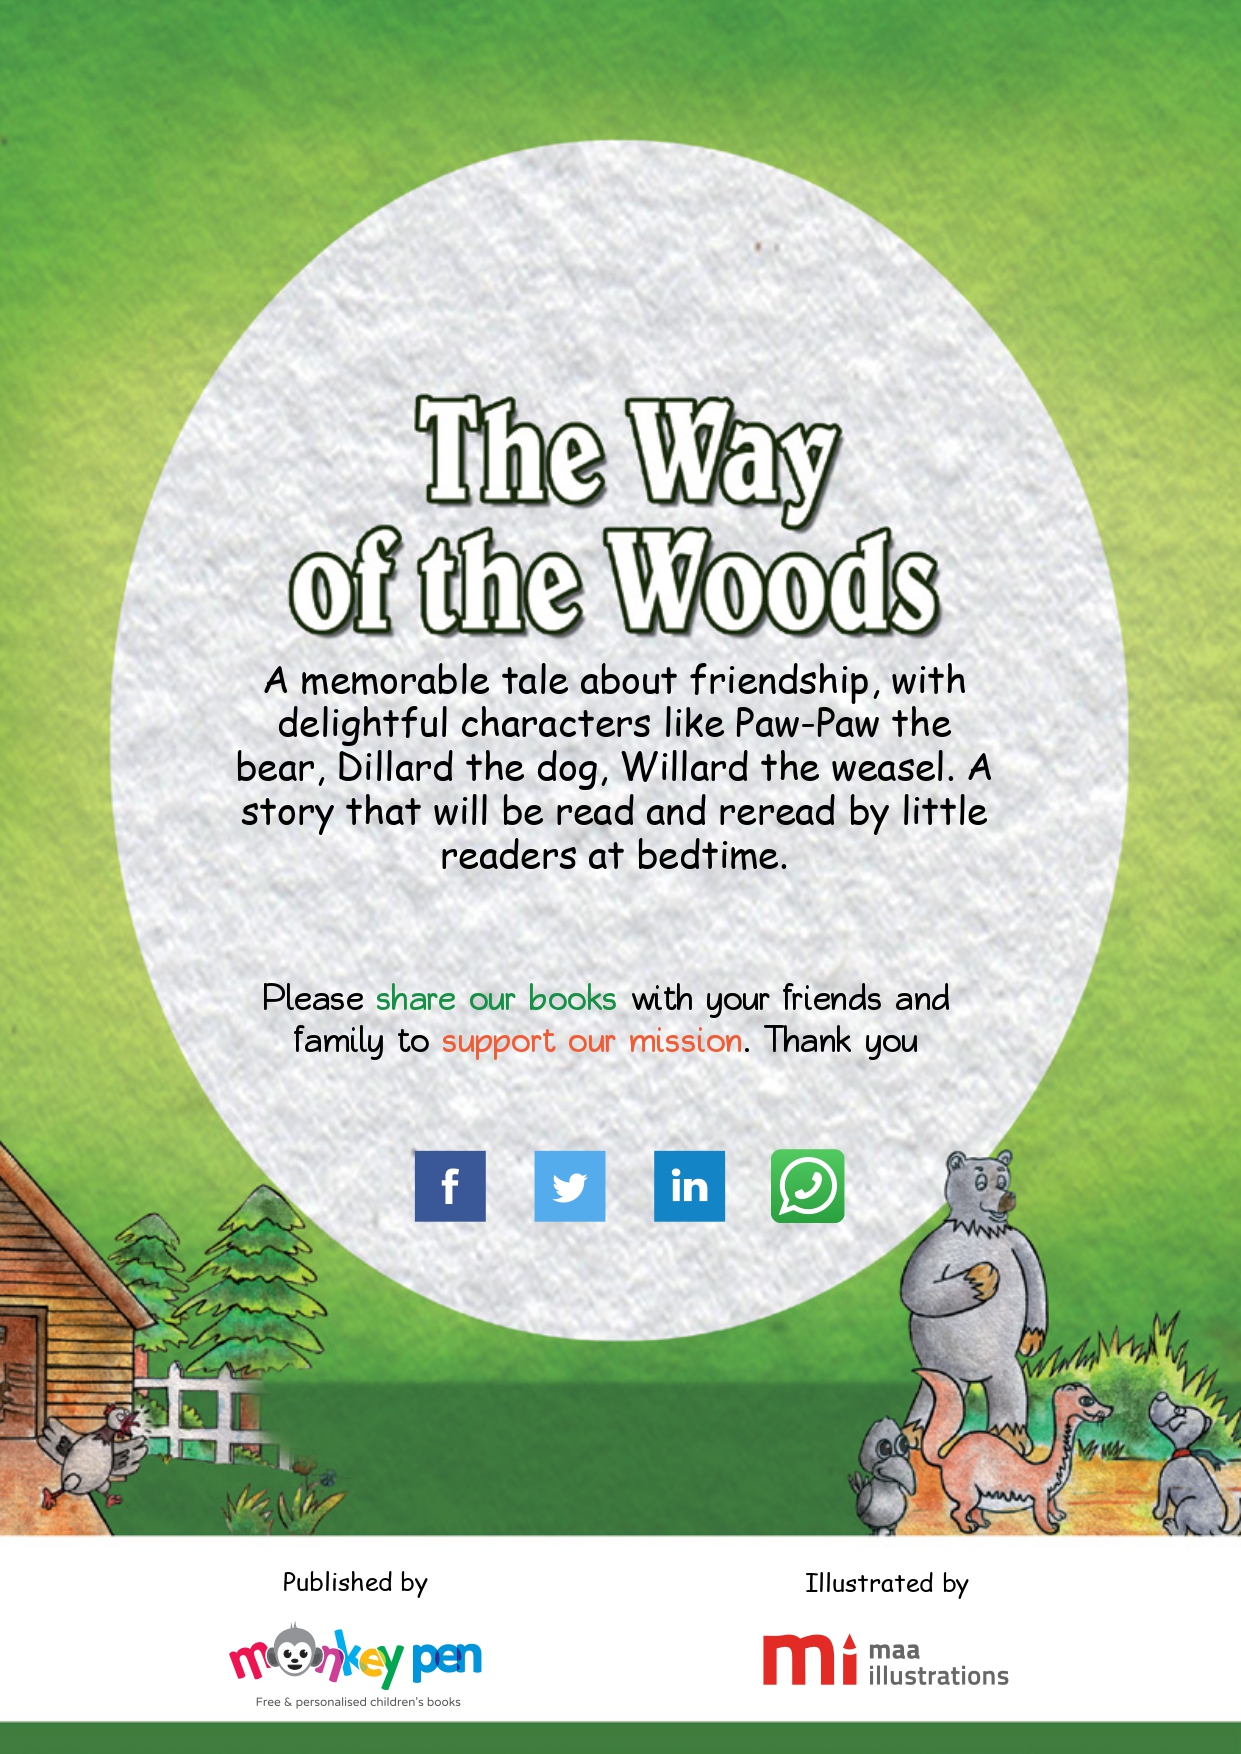 The Way
of the Woods
A memorable tale about friendship, with
delightful characters like Paw-Paw the
bear, Dillard the dog, Willard the weasel. A
story that will be read and reread by little
readers at bedtime.
Please share our books with your friends and
family to support our mission. Thank you
f
in
Published by
Illustrated by
monkey pen
Free & personalised children's books
mi maa
illustrations